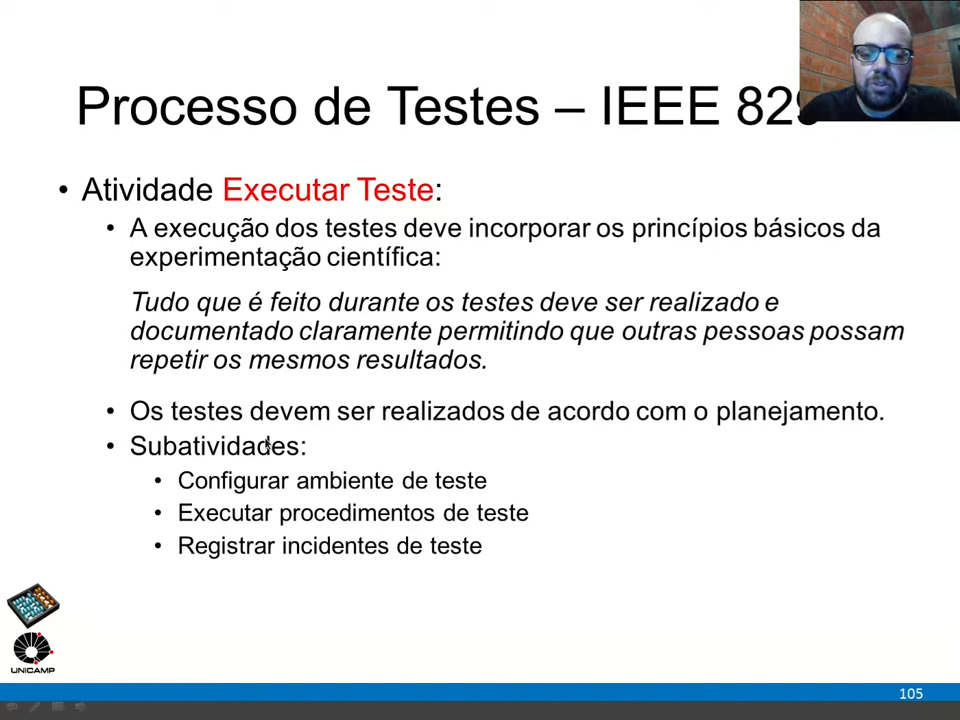 Processo de Testes – IEEE 829
• Atividade Executar Teste:
• A execução dos testes deve incorporar os princípios básicos da
experimentação científica:
Tudo que é feito durante os testes deve ser realizado e
documentado claramente permitindo que outras pessoas possam
repetir os mesmos resultados.
• Os testes devem ser realizados de acordo com o planejamento.
• Subatividades:
• Configurar ambiente de teste
• Executar procedimentos de teste
• Registrar incidentes de teste
UNICAMP
105